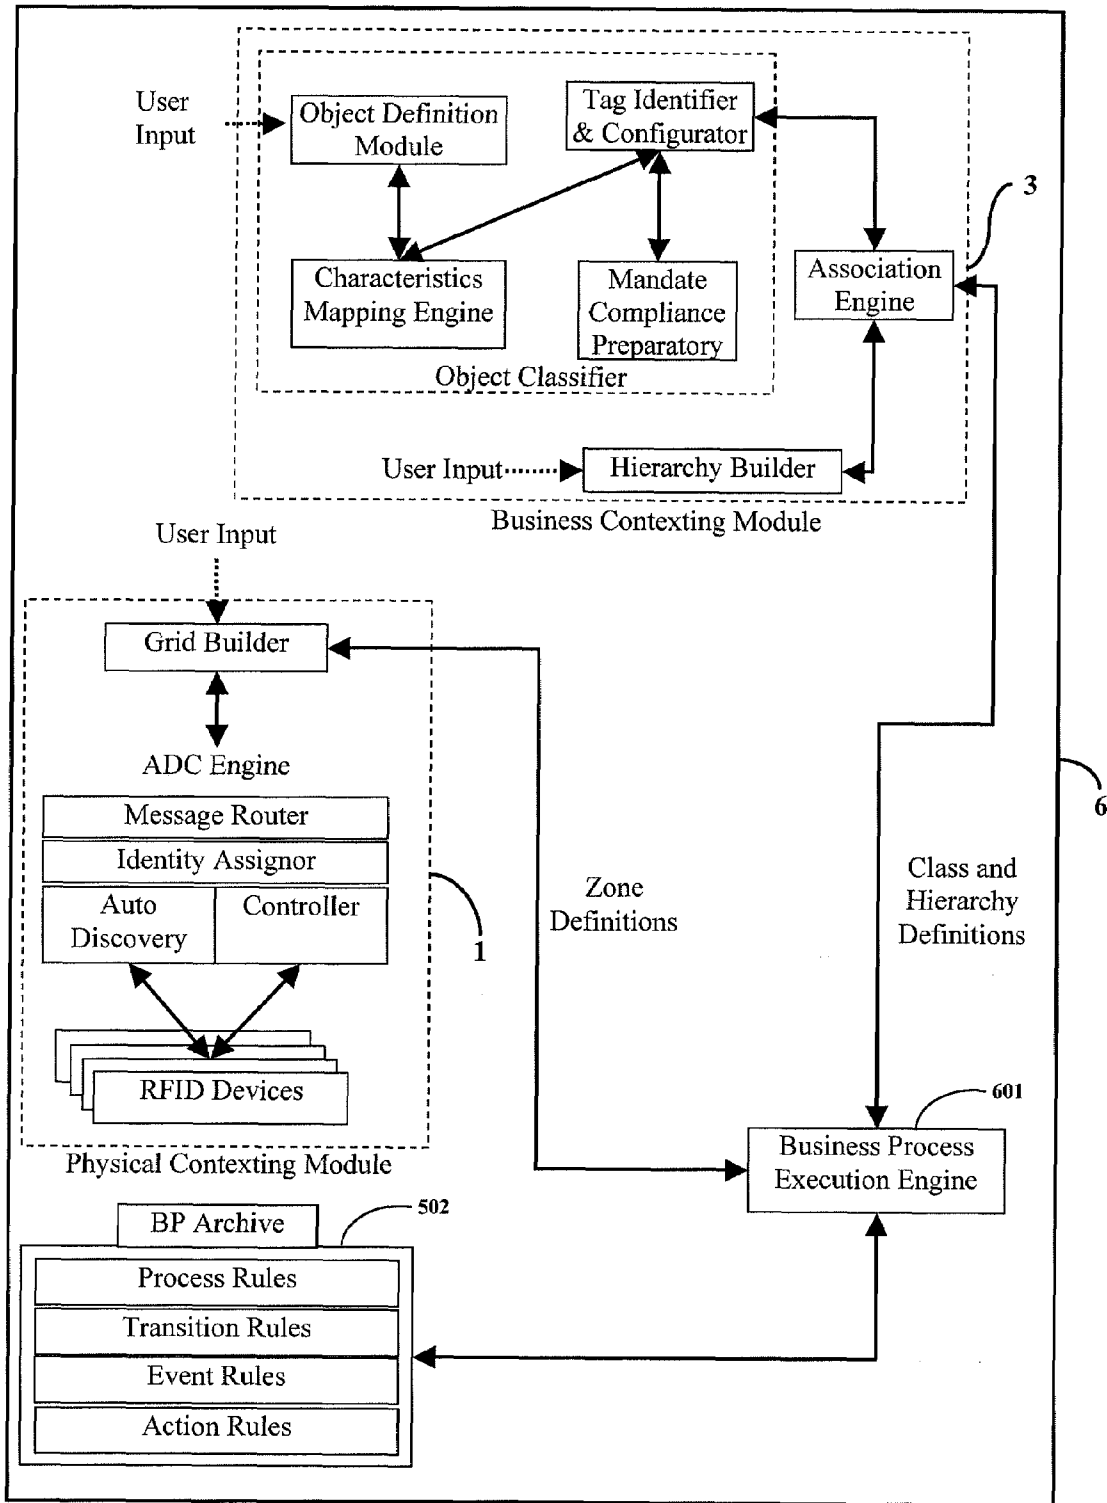 User
Input
Object Definition
Module
Tag Identifier
& Configurator
3
Characteristics
Mapping Engine
Mandate
Compliance
Preparatory
Association
Engine
Object Classifier
User Input
Hierarchy Builder
Business Contexting Module
User Input
Grid Builder
ADC Engine
Message Router
Identity Assignor
Auto
Discovery
Controller
1
Zone
Definitions
Class and
Hierarchy
Definitions
6
RFID Devices
Physical Contexting Module
601
Business Process
Execution Engine
BP Archive
502
Process Rules
Transition Rules
Event Rules
Action Rules